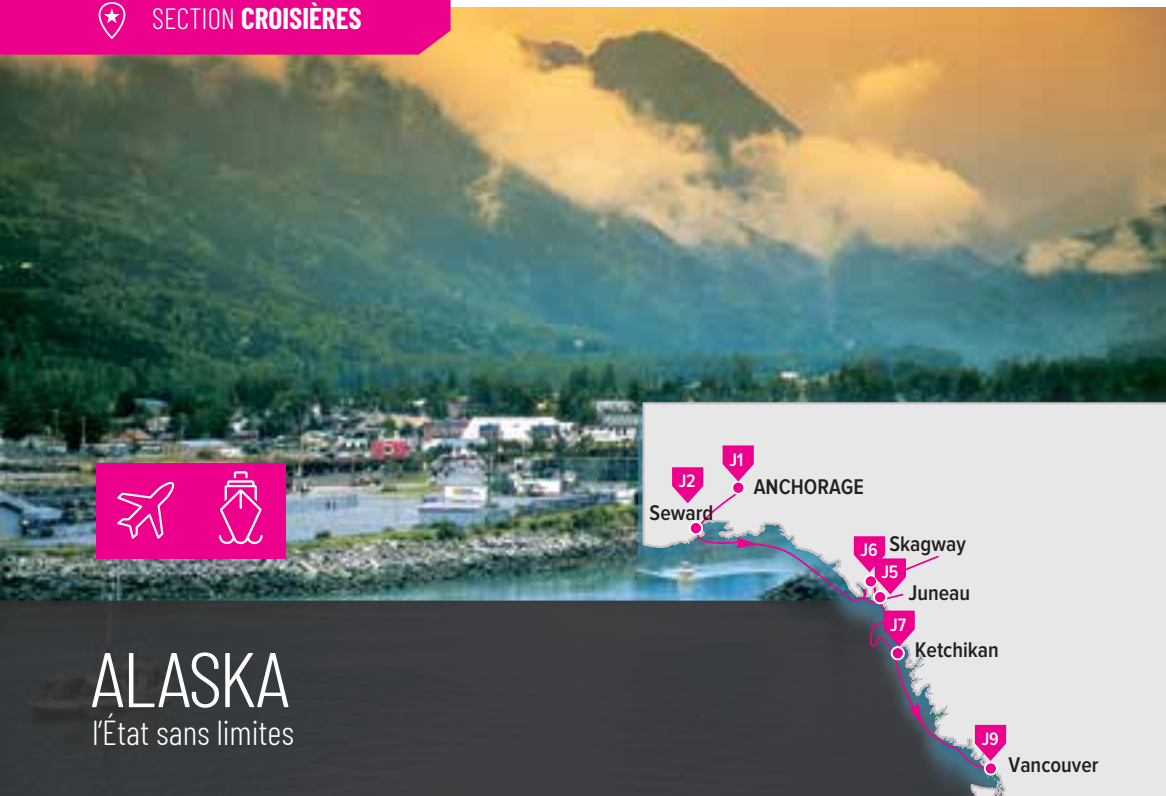 SECTION CROISIÈRES
J1
J2
ANCHORAGE
Seward
J6
Skagway
J5
Juneau
J7
Ketchikan
J9
Vancouver
ALASKA
l'État sans limites